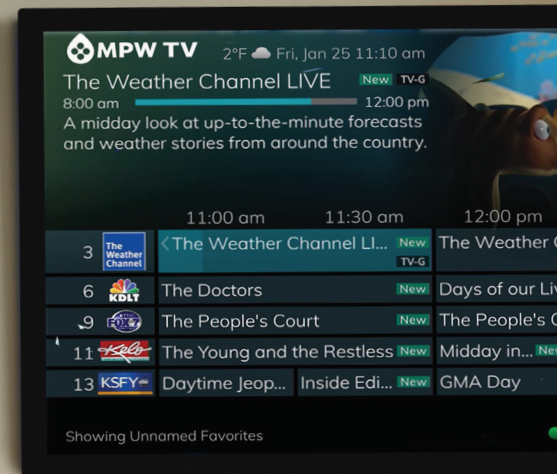 MPW TV 2°F Fri, Jan 25 11:10 am
The Weather Channel LIVE New TV-G
8:00 am 12:00 pm
A midday look at up-to-the-minute forecasts
and weather stories from around the country.
11:00 am 11:30 am 12:00 pm
3 The Weather Channel The Weather Channel LI... New TV-G The Weather
6 KDLT The Doctors New Days of our Li
9 FOX The People's Court New The People's
11 Kelo The Young and the Restless New Midday in... New
13 KSFY Daytime Jeop... Inside Edi... New GMA Day
Showing Unnamed Favorites